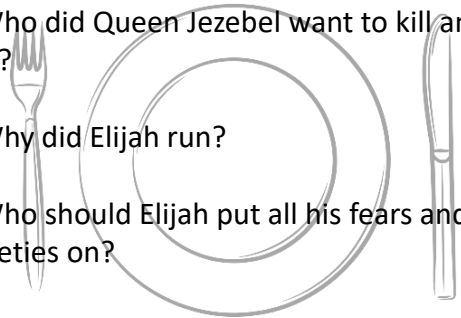 ho did Queen Jezebel want to kill ar
?
hy did Elijah run?
ho should Elijah put all his fears and
eties on?